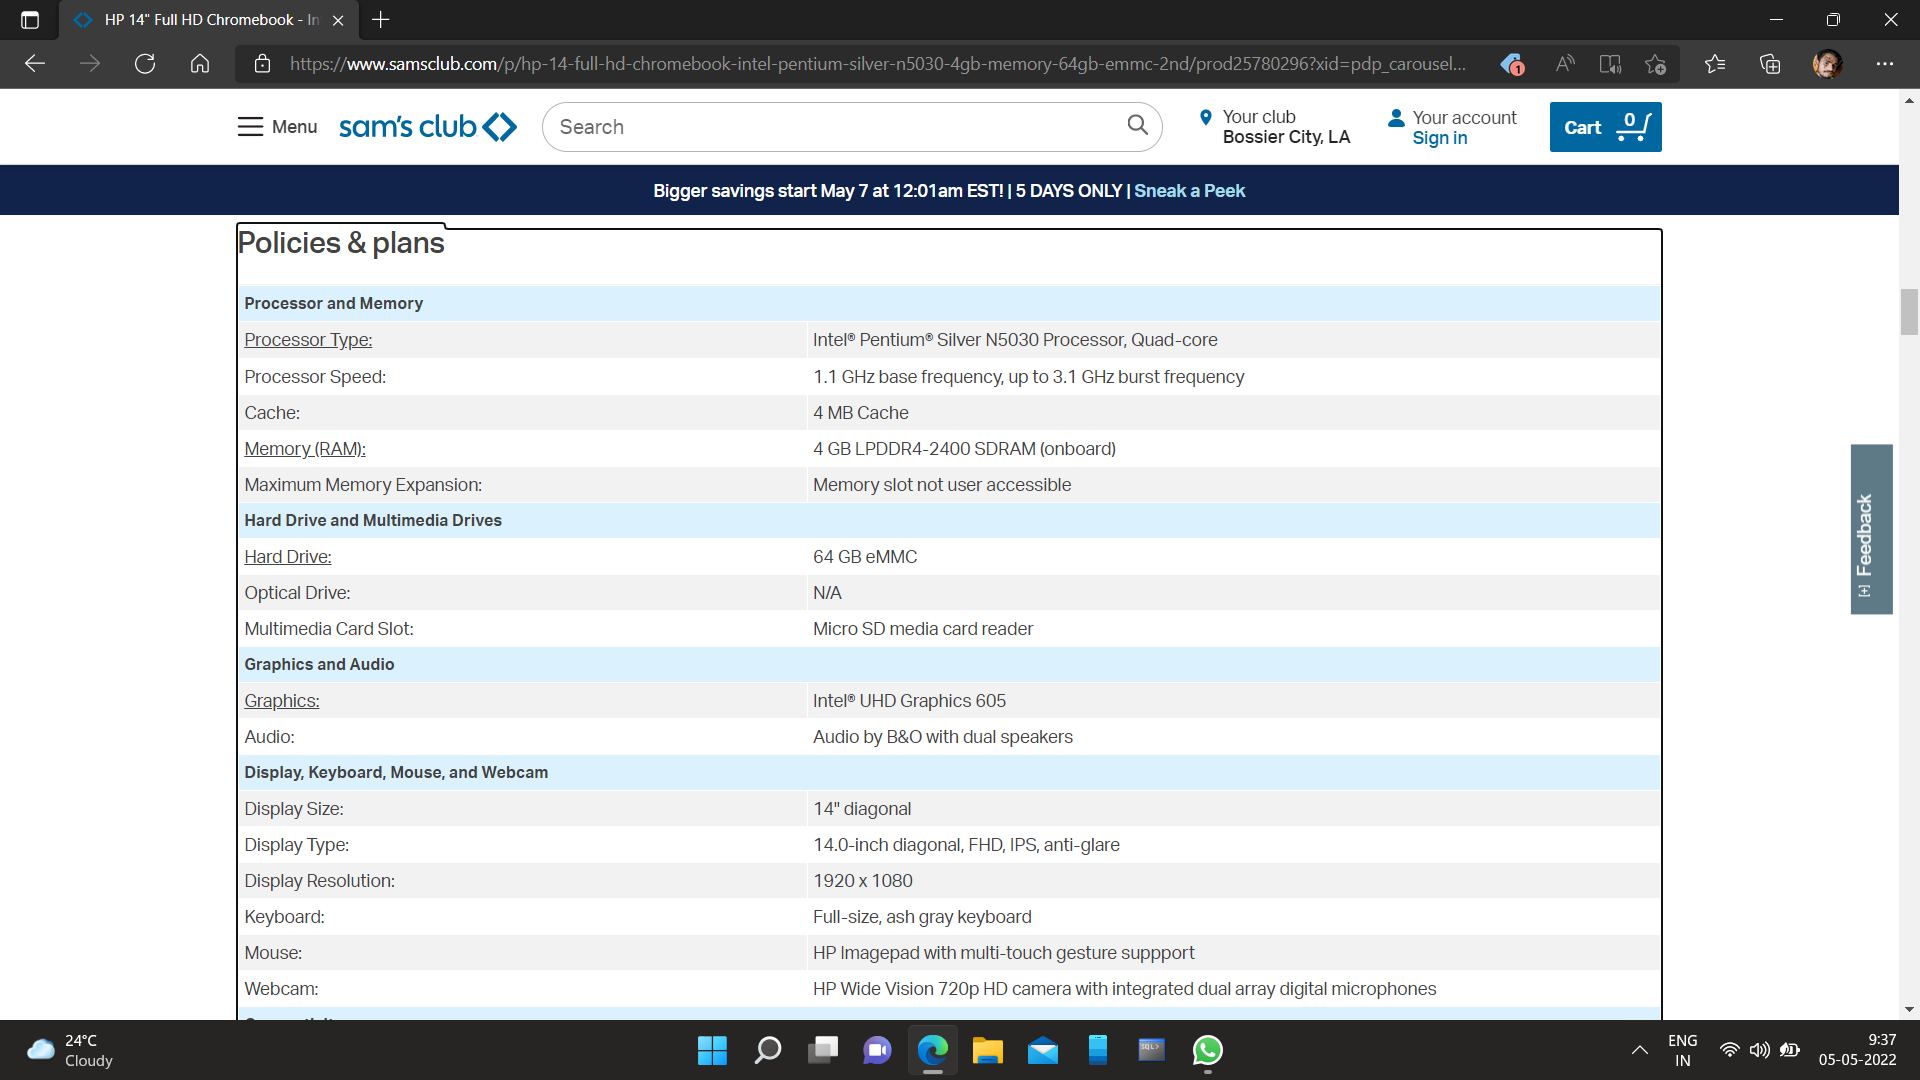 HP 14" Full HD Chromebook - In
https://www.samsclub.com/p/hp-14-full-hd-chromebook-intel-pentium-silver-n5030-4gb-memory-64gb-emmc-2nd/prod25780296?xid=pdp_carousel...
1
Menu
sam's club
Search
Your club
Bossier City, LA
Your account
Sign in
Cart
0
Bigger savings start May 7 at 12:01am EST! | 5 DAYS ONLY | Sneak a Peek
Policies & plans
Processor and Memory
Processor Type: Intel® Pentium® Silver N5030 Processor, Quad-core
Processor Speed: 1.1 GHz base frequency, up to 3.1 GHz burst frequency
Cache: 4 MB Cache
Memory (RAM): 4 GB LPDDR4-2400 SDRAM (onboard)
Maximum Memory Expansion: Memory slot not user accessible
Hard Drive and Multimedia Drives
Hard Drive: 64 GB eMMC
Optical Drive: N/A
Multimedia Card Slot: Micro SD media card reader
Graphics and Audio
Graphics: Intel® UHD Graphics 605
Audio: Audio by B&O with dual speakers
Display, Keyboard, Mouse, and Webcam
Display Size: 14" diagonal
Display Type: 14.0-inch diagonal, FHD, IPS, anti-glare
Display Resolution: 1920 x 1080
Keyboard: Full-size, ash gray keyboard
Mouse: HP Imagepad with multi-touch gesture suppport
Webcam: HP Wide Vision 720p HD camera with integrated dual array digital microphones
[+] Feedback
24°C
Cloudy
SQL>
ENG
IN
9:37
05-05-2022